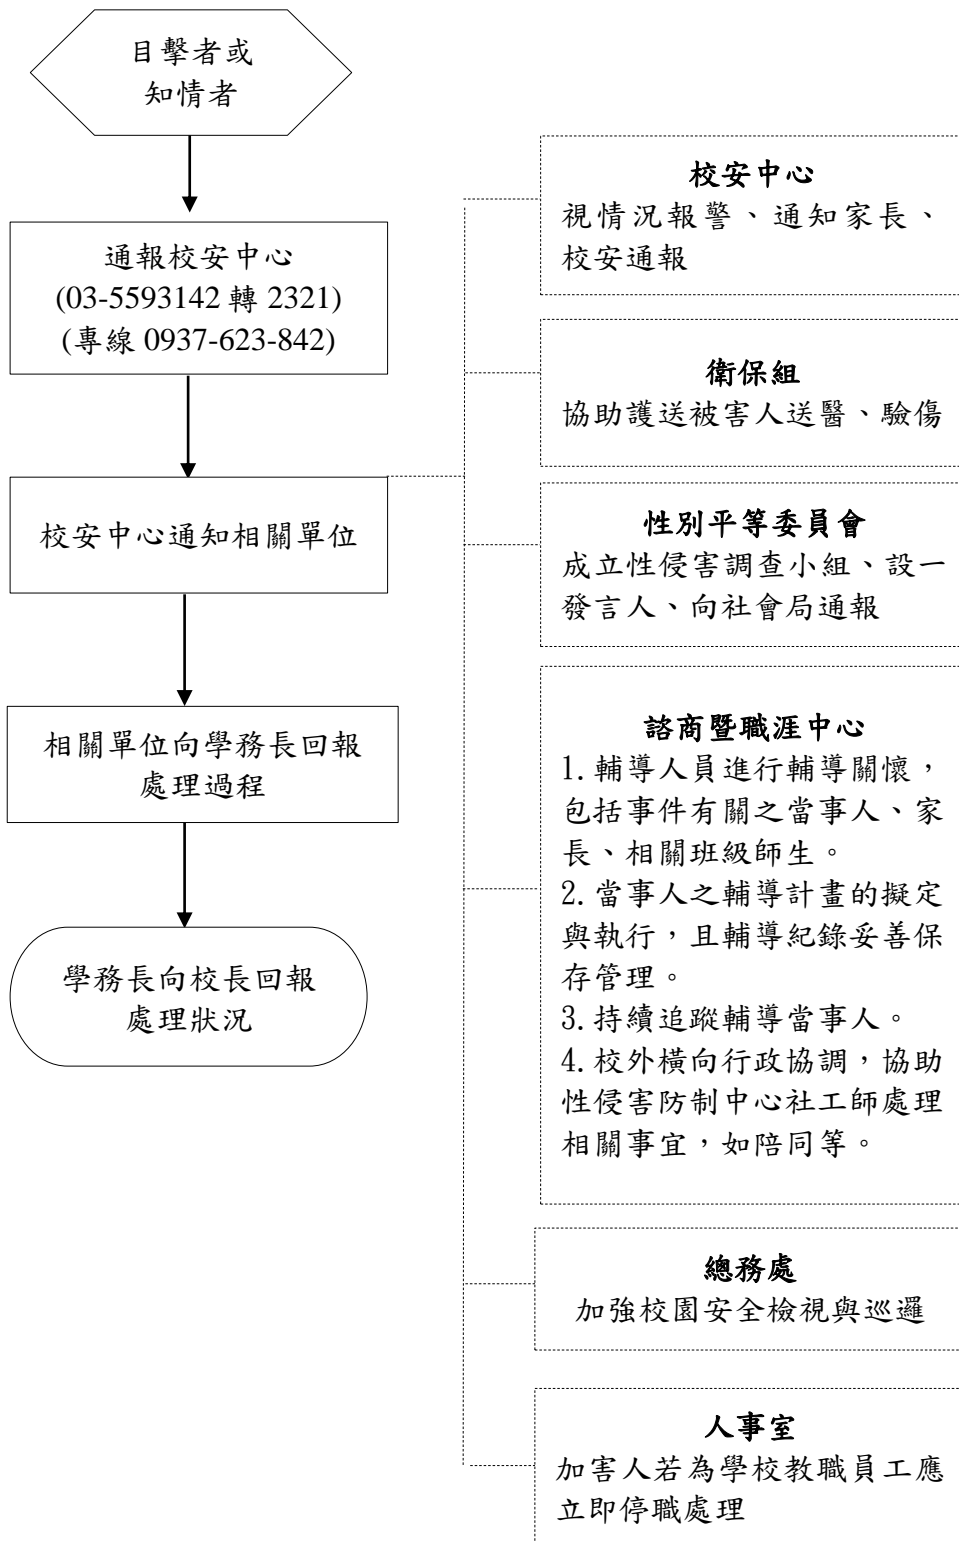 目擊者或
知情者
通報校安中心
(03-5593142 轉 2321)
(專線 0937-623-842)
校安中心通知相關單位
相關單位向學務長回報
處理過程
學務長向校長回報
處理狀況
校安中心
視情況報警、通知家長、
校安通報
衛保組
協助護送被害人送醫、驗傷
性別平等委員會
成立性侵害調查小組、設一
發言人、向社會局通報
諮商暨職涯中心
1.輔導人員進行輔導關懷，
包括事件有關之當事人、家
長、相關班級師生。
2.當事人之輔導計畫的擬定
與執行，且輔導紀錄妥善保
存管理。
3.持續追蹤輔導當事人。
4.校外橫向行政協調，協助
性侵害防制中心社工師處理
相關事宜，如陪同等。
總務處
加強校園安全檢視與巡邏
人事室
加害人若為學校教職員工應
立即停職處理